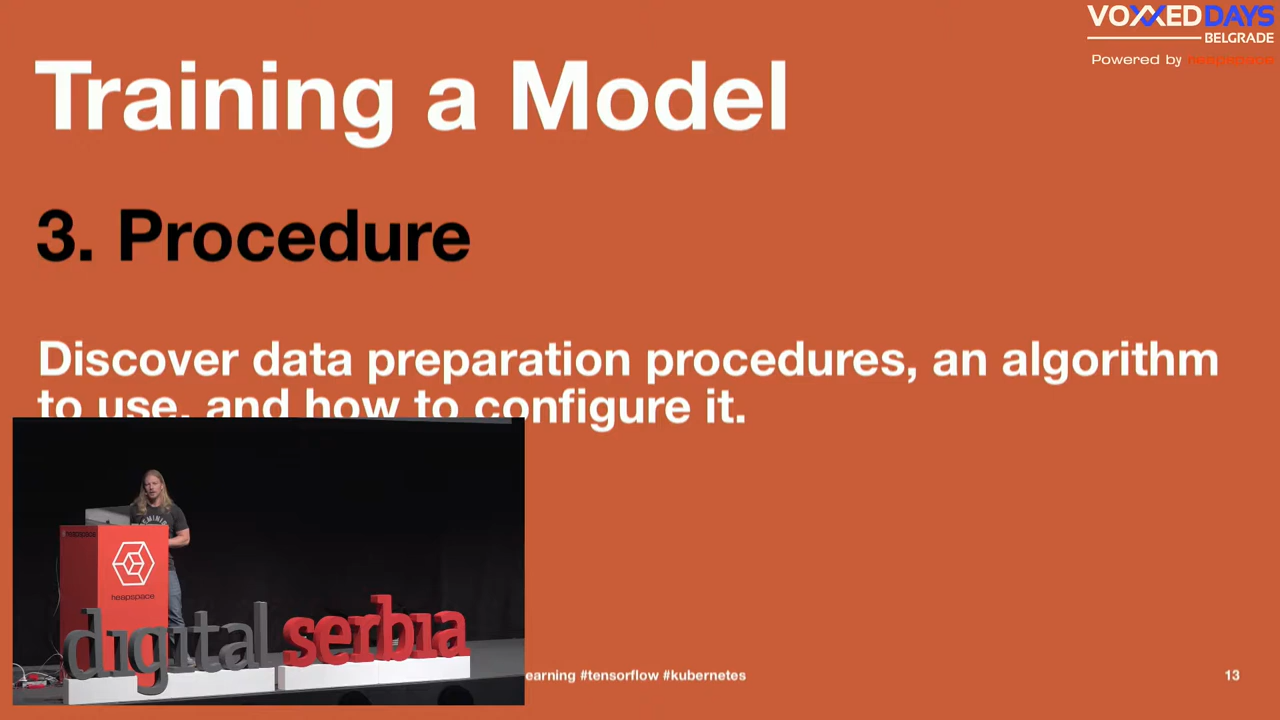 VOXXED DAYS
BELGRADE
Powered by heapspace
Training a Model
3. Procedure
Discover data preparation procedures, an algorithm
to use, and how to configure it.
heapspace
digital serbia
earning #tensorflow #kubernetes
13